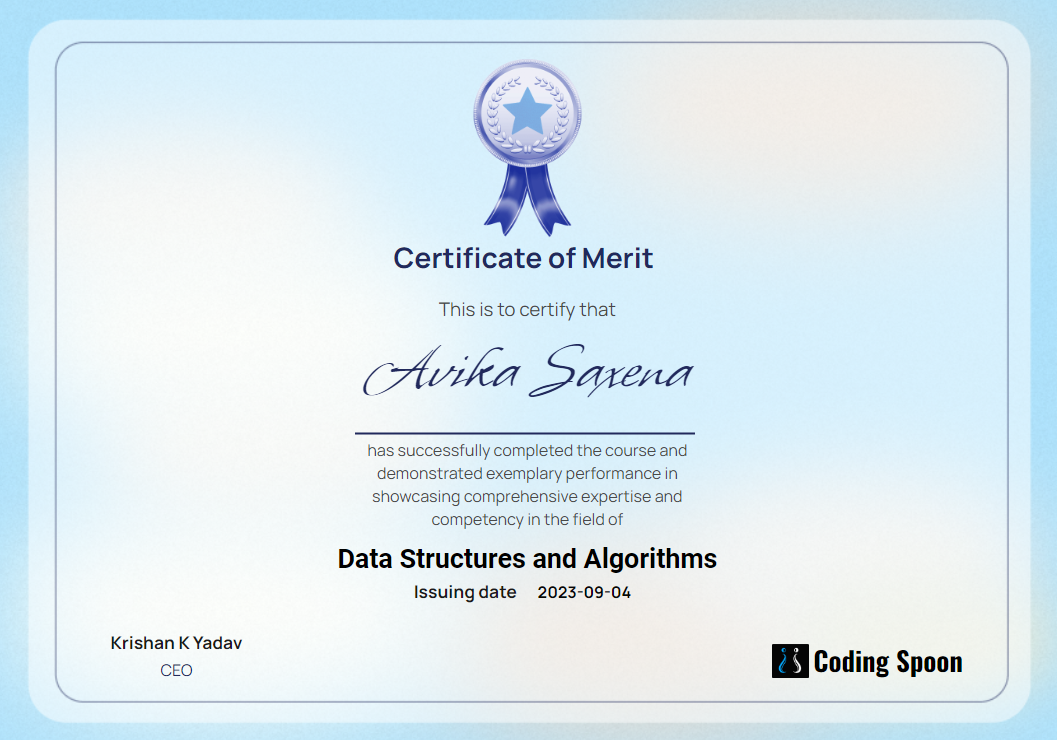 Certificate of Merit
This is to certify that
Avika Saxena
has successfully completed the course and
demonstrated exemplary performance in
showcasing comprehensive expertise and
competency in the field of
Data Structures and Algorithms
Issuing date 2023-09-04
Krishan K Yadav
CEO
Coding Spoon